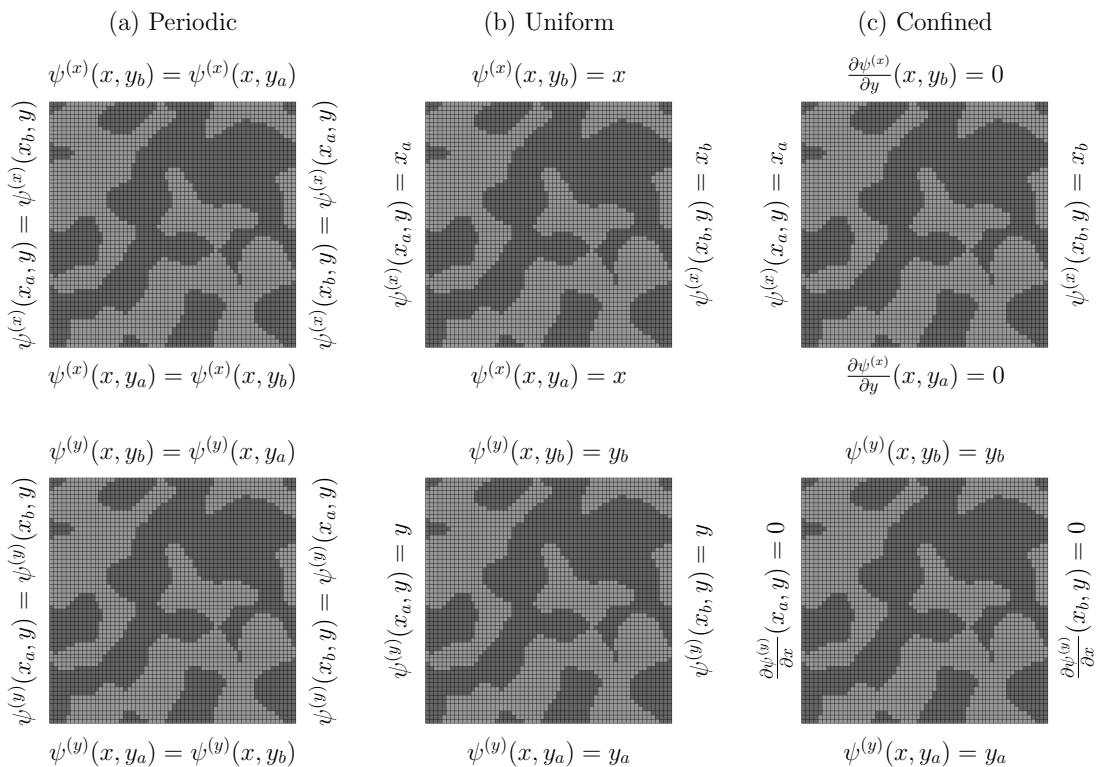 (a) Periodic
(b) Uniform
(c) Confined
ψ^{(x)}(x, y_b) = ψ^{(x)}(x, y_a)
ψ^{(x)}(x, y_b) = x
∂ψ^{(x)}/∂y (x, y_b) = 0
ψ^{(x)}(x_a, y) = ψ^{(x)}(x_b, y)
ψ^{(x)}(x_b, y) = ψ^{(x)}(x_a, y)
ψ^{(x)}(x_a, y) = x_a
ψ^{(x)}(x_b, y) = x_b
ψ^{(x)}(x_a, y) = x_a
ψ^{(x)}(x_b, y) = x_b
ψ^{(x)}(x, y_a) = ψ^{(x)}(x, y_b)
ψ^{(x)}(x, y_a) = x
∂ψ^{(x)}/∂y (x, y_a) = 0
ψ^{(y)}(x, y_b) = ψ^{(y)}(x, y_a)
ψ^{(y)}(x, y_b) = y_b
ψ^{(y)}(x, y_b) = y_b
ψ^{(y)}(x_a, y) = ψ^{(y)}(x_b, y)
ψ^{(y)}(x_b, y) = ψ^{(y)}(x_a, y)
ψ^{(y)}(x_a, y) = y
ψ^{(y)}(x_b, y) = y
∂ψ^{(y)}/∂x (x_a, y) = 0
∂ψ^{(y)}/∂x (x_b, y) = 0
ψ^{(y)}(x, y_a) = ψ^{(y)}(x, y_b)
ψ^{(y)}(x, y_a) = y_a
ψ^{(y)}(x, y_a) = y_a